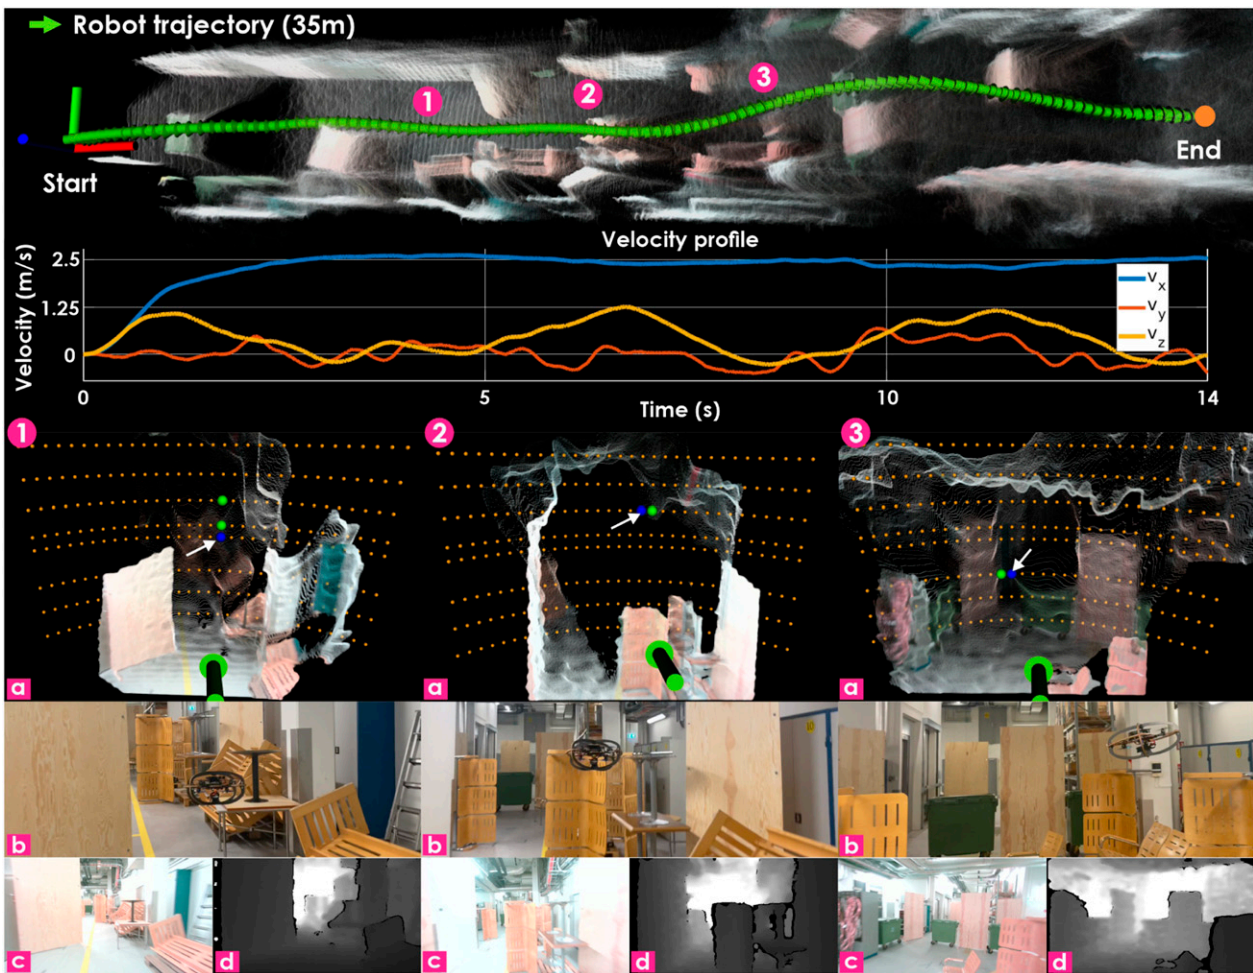 Robot trajectory (35m)
1
2
3
Start
End
Velocity profile
Velocity (m/s)
2.5
1.25
0
v_x
v_y
v_z
0
5
10
14
Time (s)
1
2
3
a
a
a
b
b
b
c
d
c
d
c
d